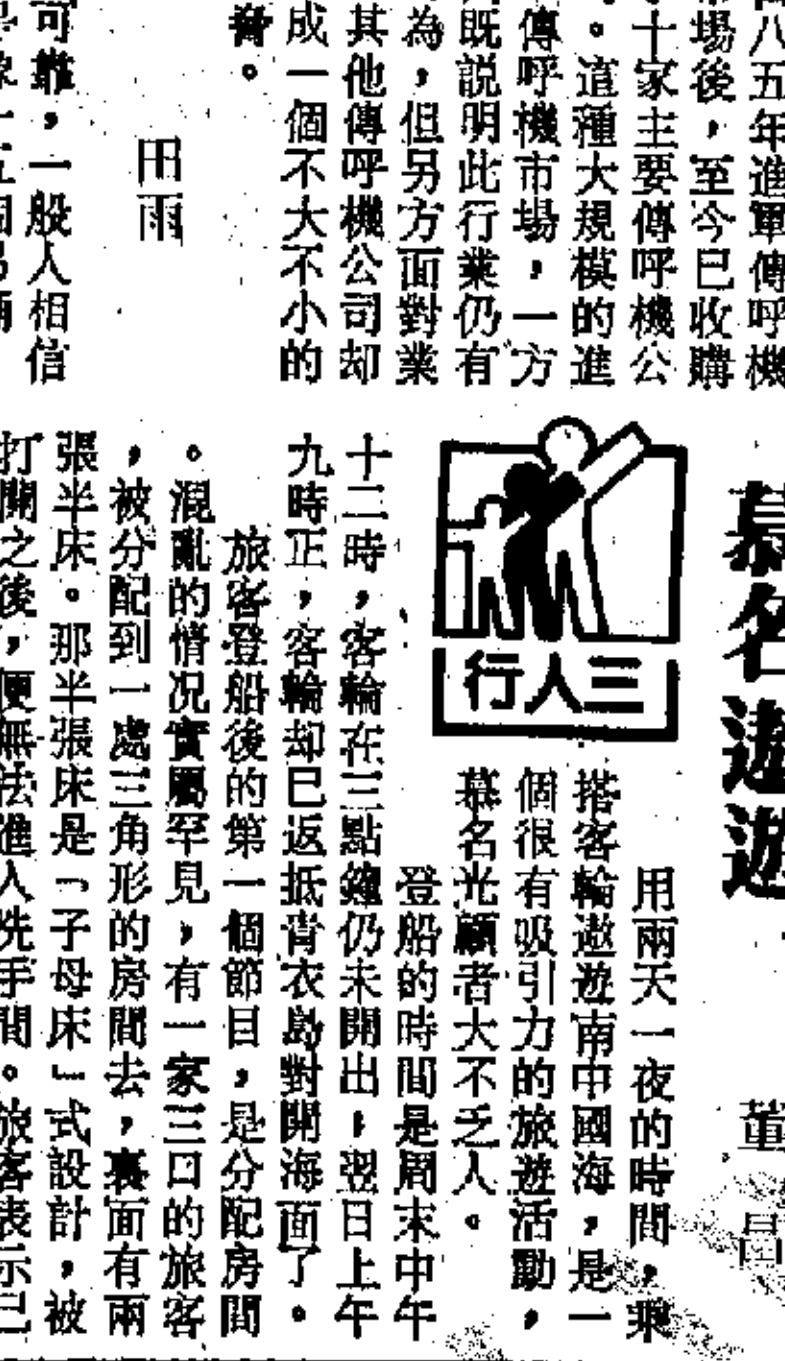 八五年進軍傳呼機
場後，至今已收購
十家主要傳呼機公
。這種大規模的進
傳呼機市場，一方
既説明此行業仍有
為，但另方面對業
其他傳呼機公司却
成一個不大不小的
脅。
田雨
可靠，一般人相信
慕名遨遊
董昌
三人行
用兩天一夜的時間，乘
搭客輪遨遊南中國海，是一
個很有吸引力的旅遊活動，
慕名光顧者大不乏人。
登船的時間是周末中午
十二時，客輪在三點鐘仍未開出，翌日上午
九時正，客輪却已返抵青衣島對開海面了。
旅客登船後的第一個節目，是分配房間
。混亂的情况實屬罕見，有一家三口的旅客
，被分配到一處三角形的房間去，裏面有兩
張半床。那半張床是「子母床」式設計，被
打開之後，便無法進入洗手間。旅客表示已